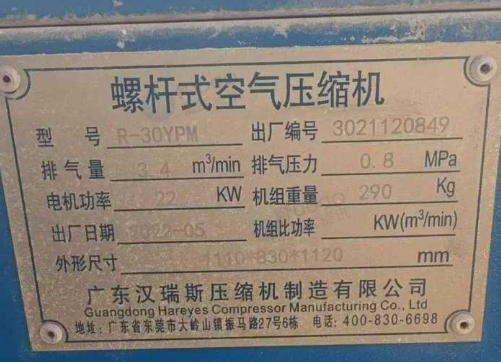 螺杆式空气压缩机
型 号 R-30YPM 出厂编号 3021120849
排气量 3.4 m³/min 排气压力 0.8 MPa
电机功率 22 KW 机组重量 290 Kg
出厂日期 2022-05 机组比功率 KW(m³/min)
外形尺寸 1110*830*1120 mm
广东汉瑞斯压缩机制造有限公司
Guangdong Hareyes Compressor Manufacturing Co., Ltd
地址: 广东省东莞市大岭山镇振马路27号6栋 电话: 400-830-6698